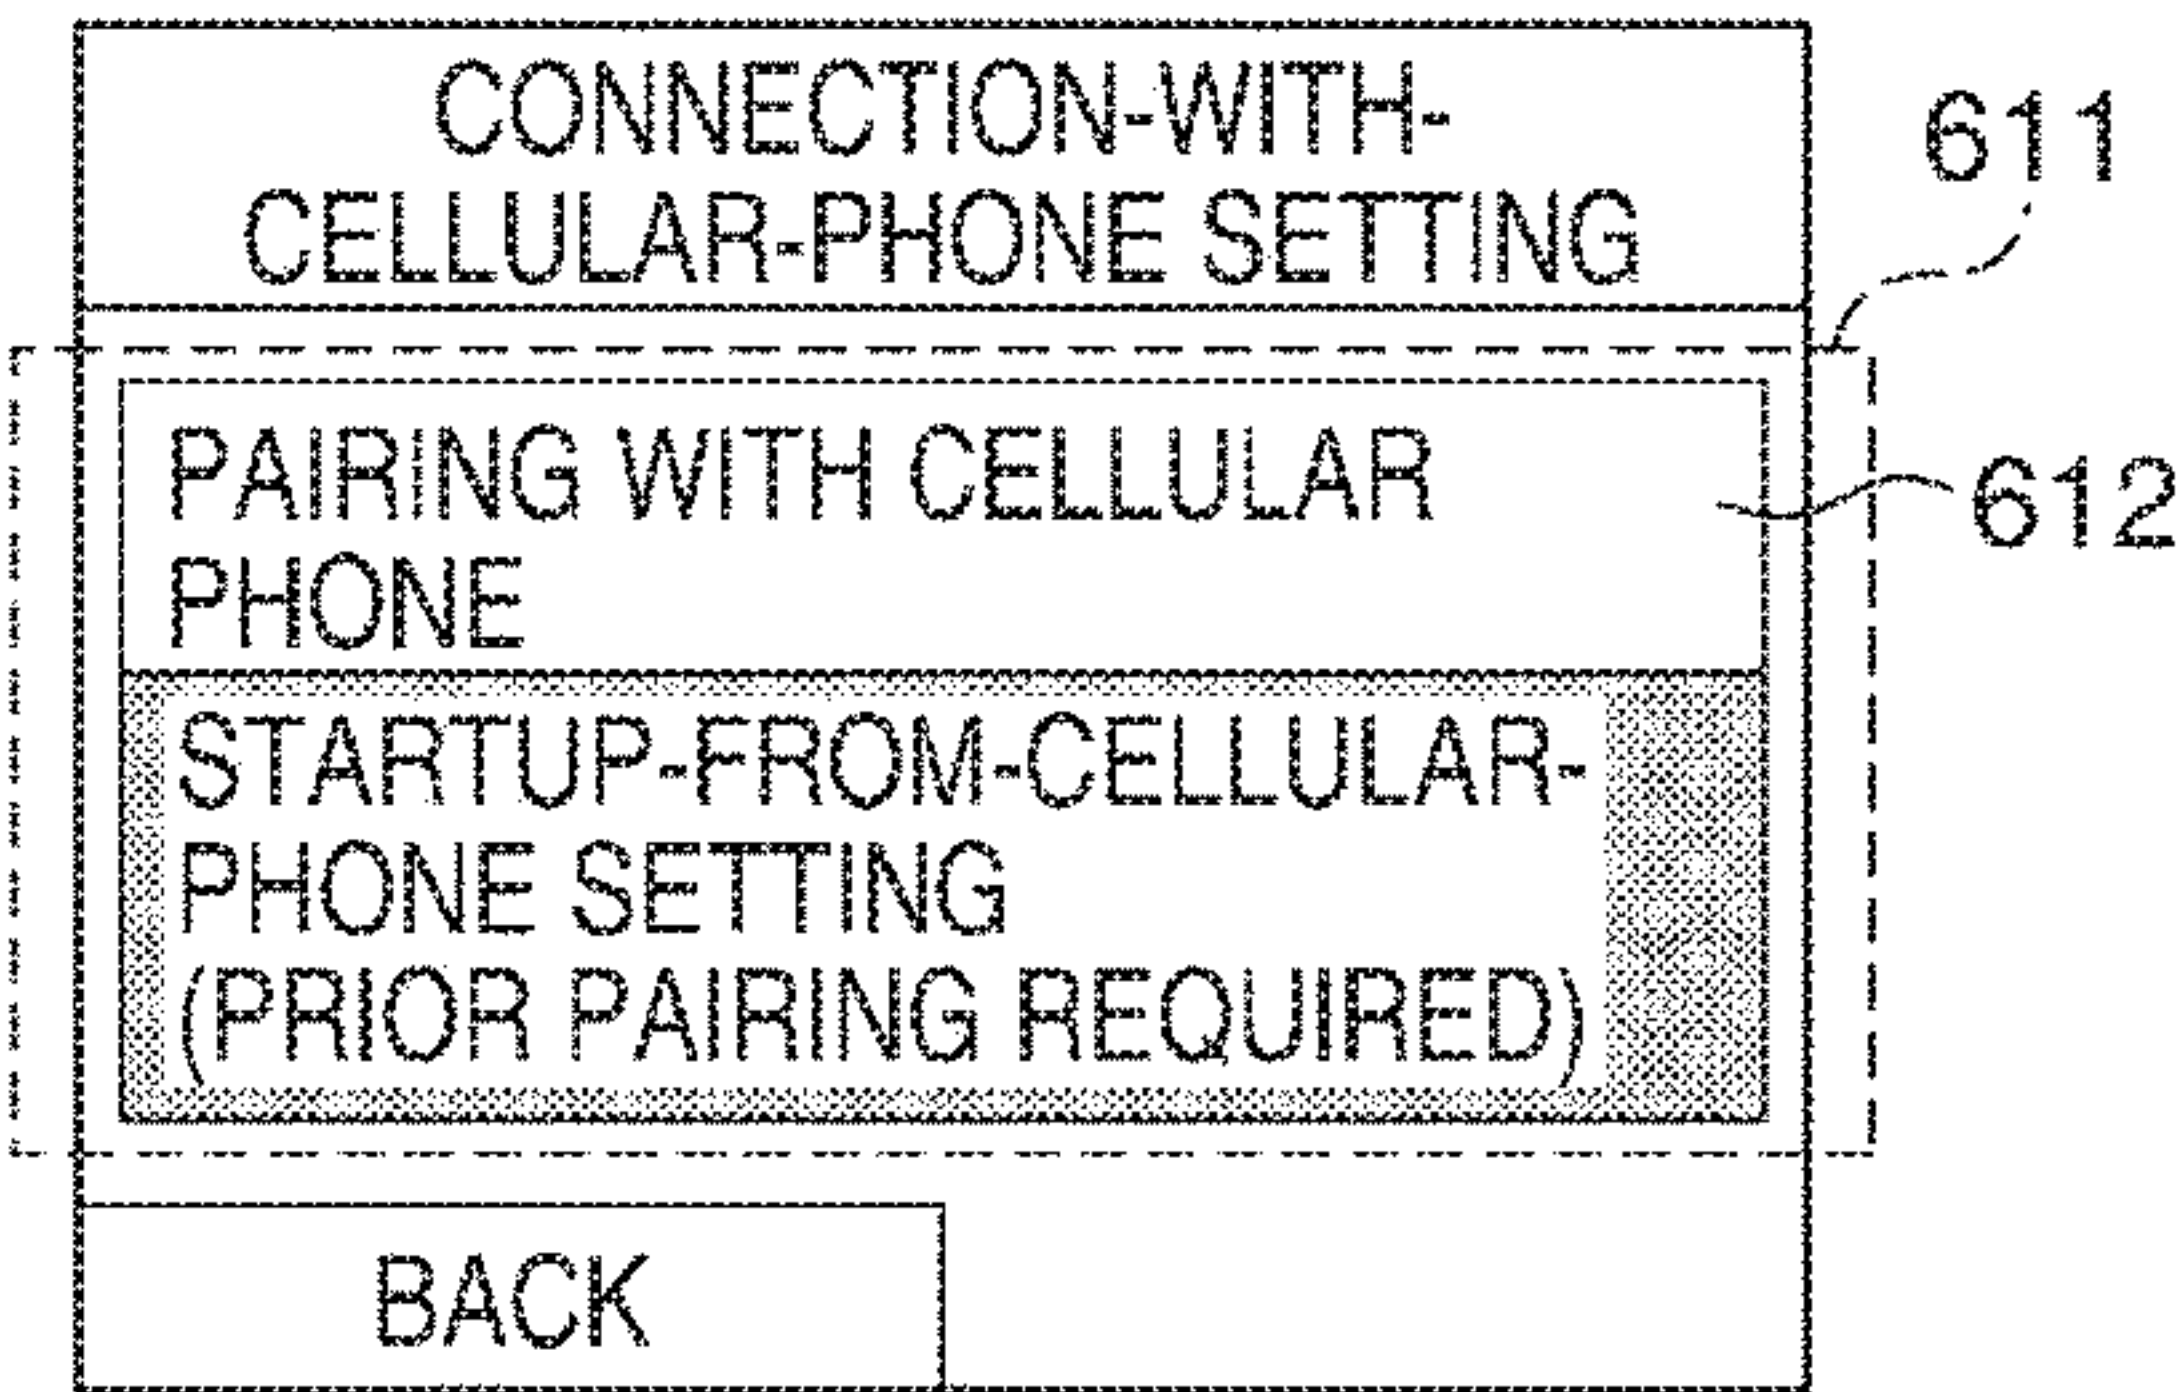 CONNECTION-WITH-
CELLULAR-PHONE SETTING
611
PAIRING WITH CELLULAR
PHONE
612
STARTUP-FROM-CELLULAR-
PHONE SETTING
(PRIOR PAIRING REQUIRED)
BACK